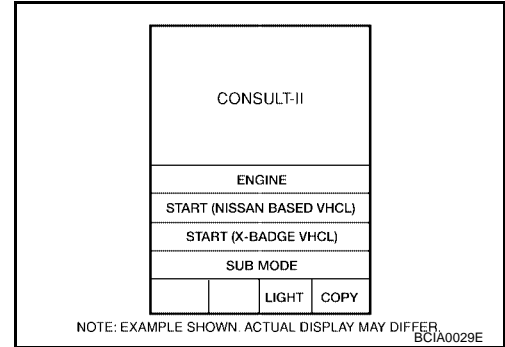 CONSULT-II
ENGINE
START (NISSAN BASED VHCL)
START (X-BADGE VHCL)
SUB MODE
LIGHT COPY
NOTE: EXAMPLE SHOWN. ACTUAL DISPLAY MAY DIFFER.
BCIA0029E